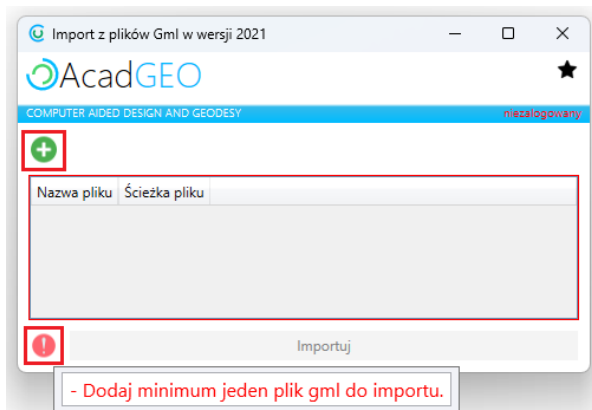 Import z plików Gml w wersji 2021
AcadGEO
COMPUTER AIDED DESIGN AND GEODESY niezalogowany
Nazwa pliku Ścieżka pliku
Importuj
- Dodaj minimum jeden plik gml do importu.